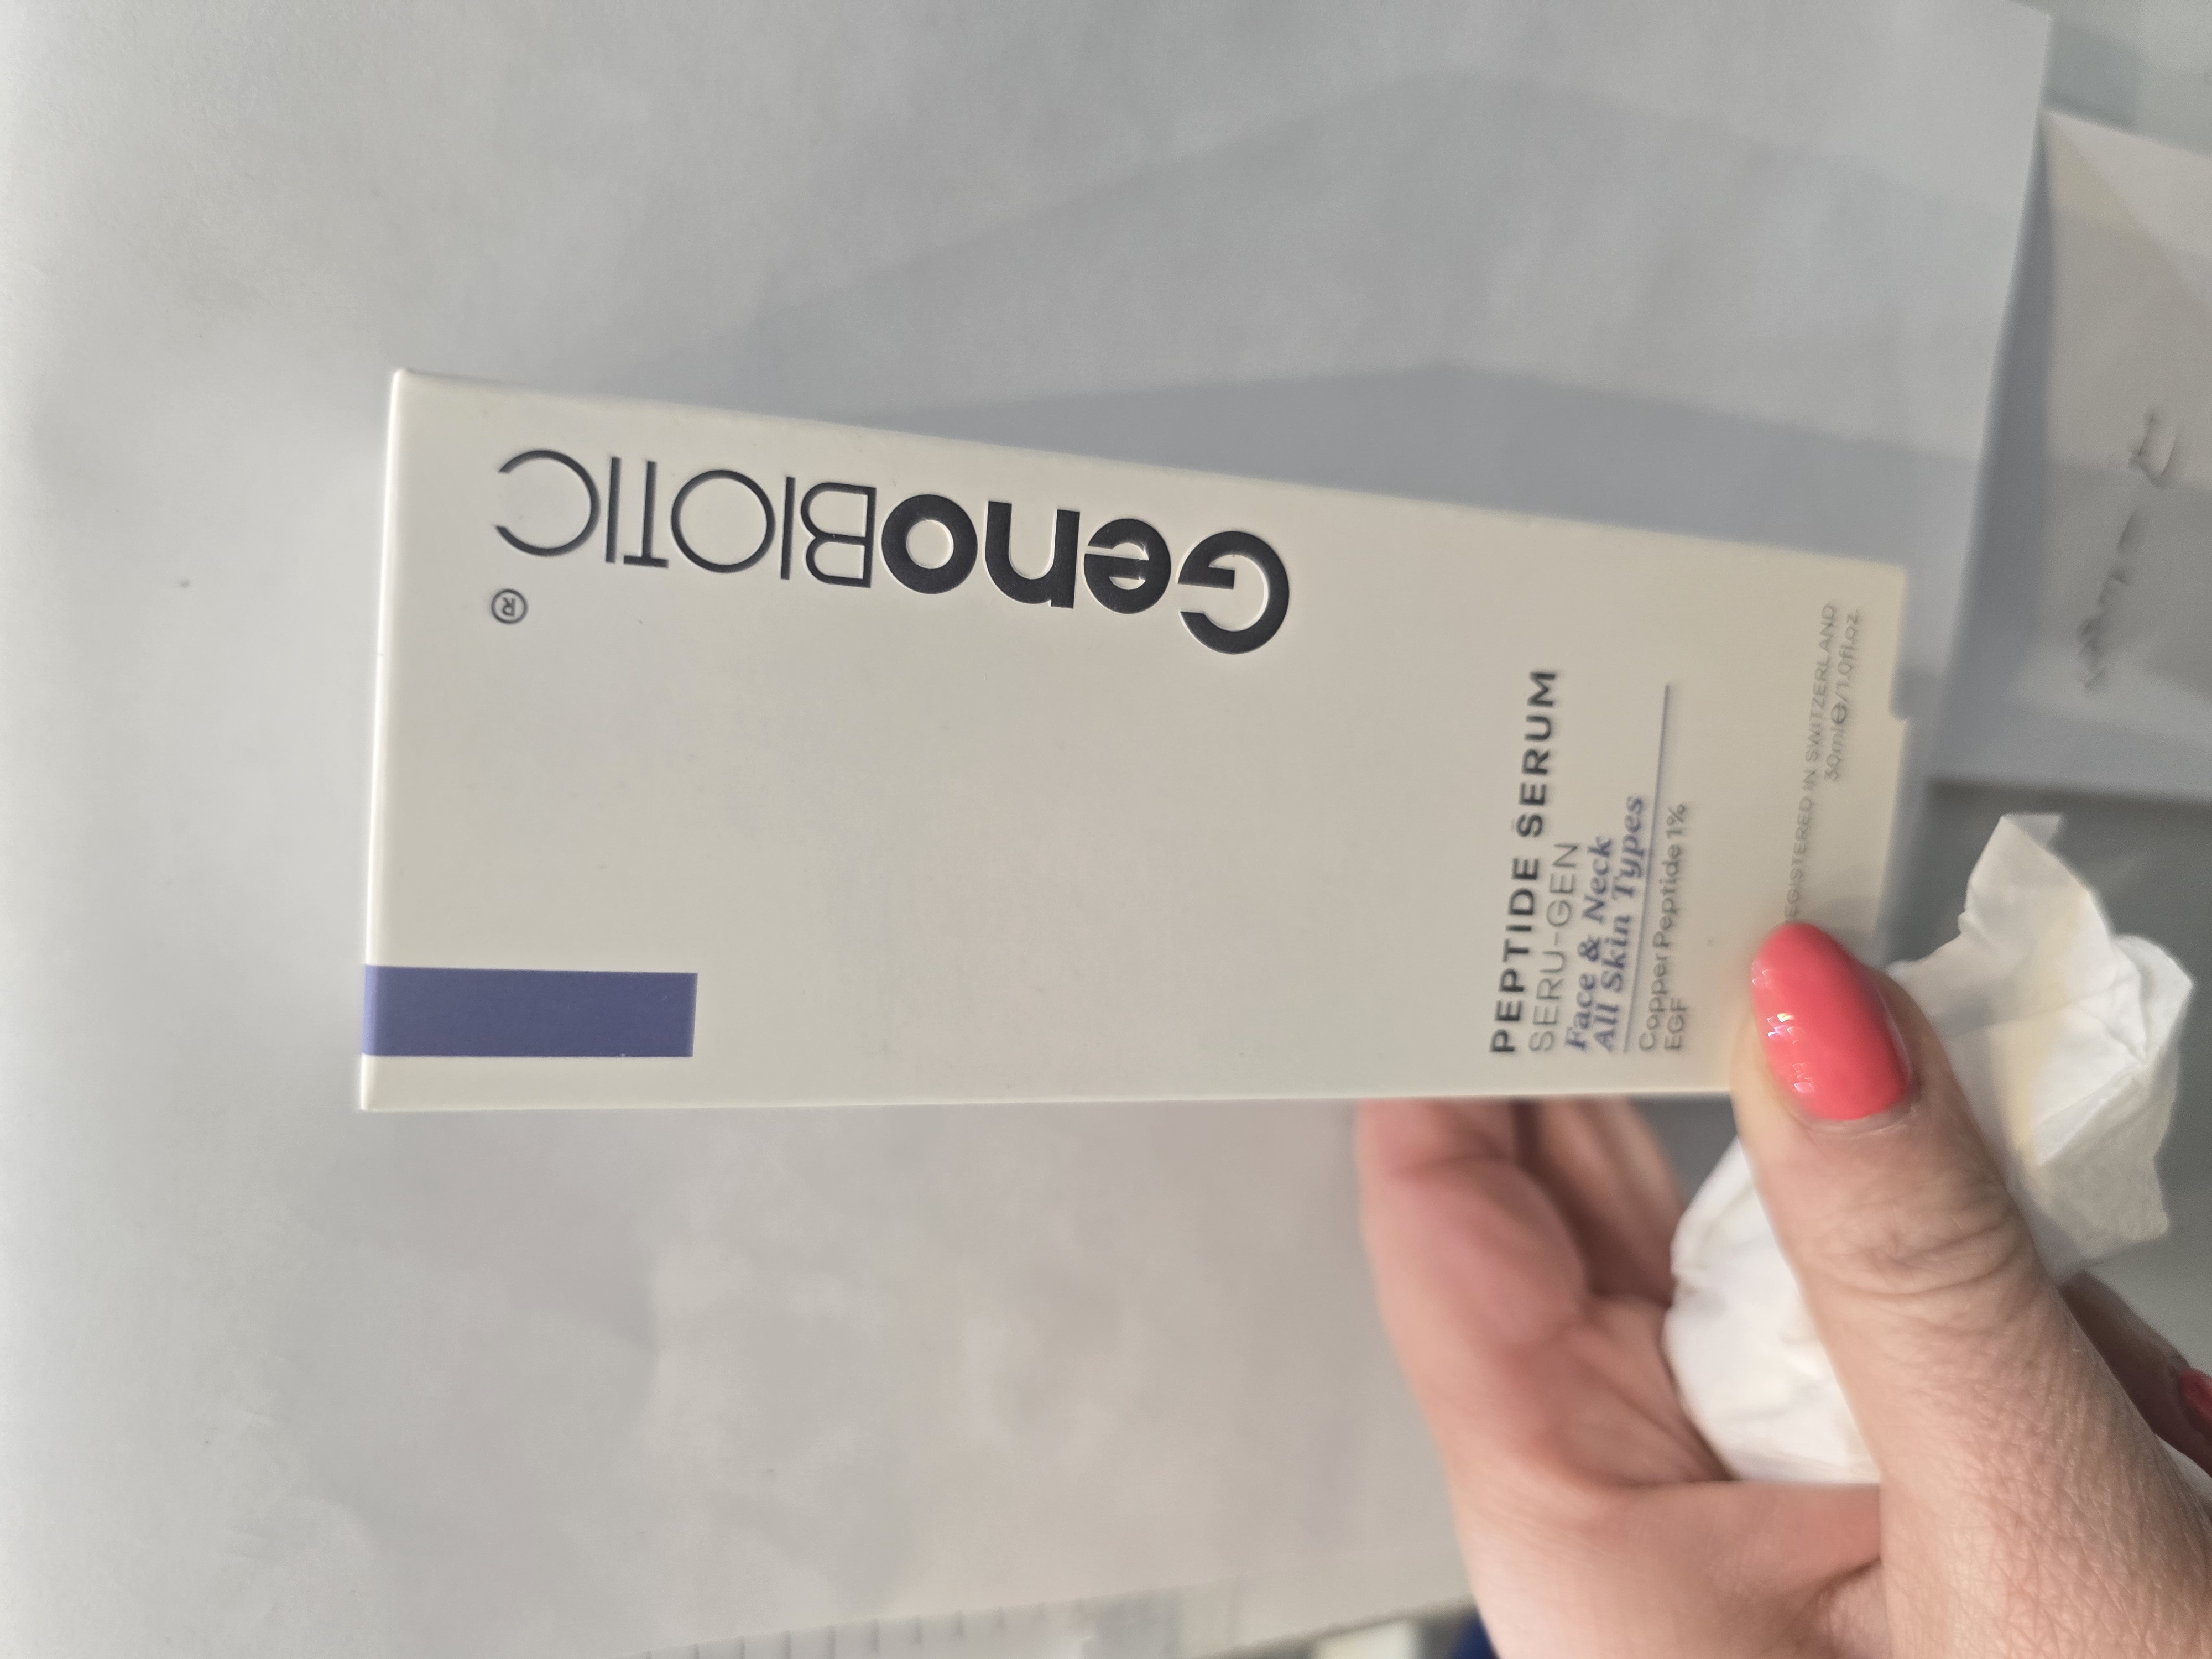 GenoBIOTIC®
PEPTIDE SERUM
SERU-GEN
Face & Neck
All Skin Types
Copper Peptide 1%
EGF
IN SWITZERLAND
30ml℮/1.0fl.oz.